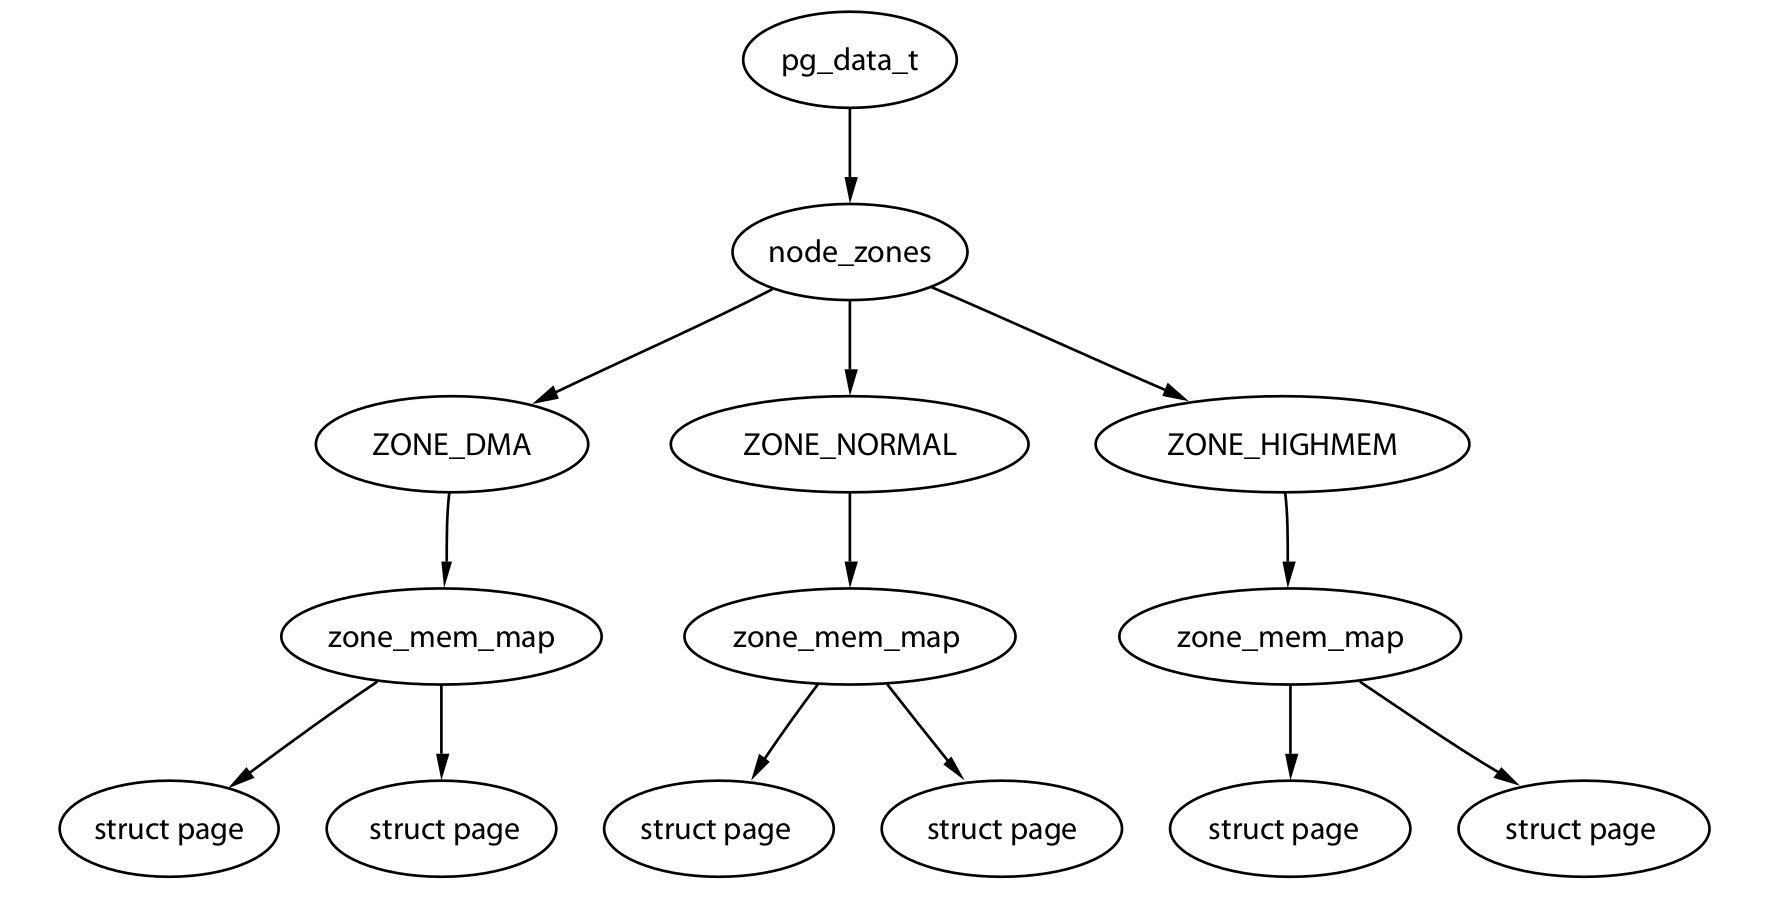 pg_data_t
node_zones
ZONE_DMA
ZONE_NORMAL
ZONE_HIGHMEM
zone_mem_map
zone_mem_map
zone_mem_map
struct page
struct page
struct page
struct page
struct page
struct page